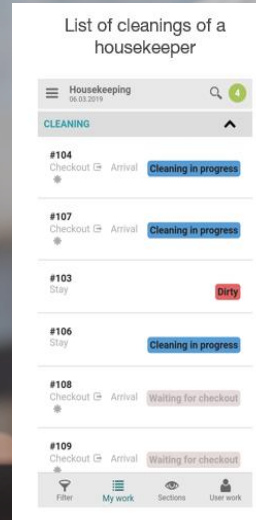 List of cleanings of a
housekeeper
Housekeeping
06.03.2019
4
CLEANING
#104
Checkout Arrival Cleaning in progress
#107
Checkout Arrival Cleaning in progress
#103
Stay
Dirty
#106
Stay
Cleaning in progress
#108
Checkout Arrival Waiting for checkout
#109
Checkout Arrival Waiting for checkout
Filter My work Sections User work